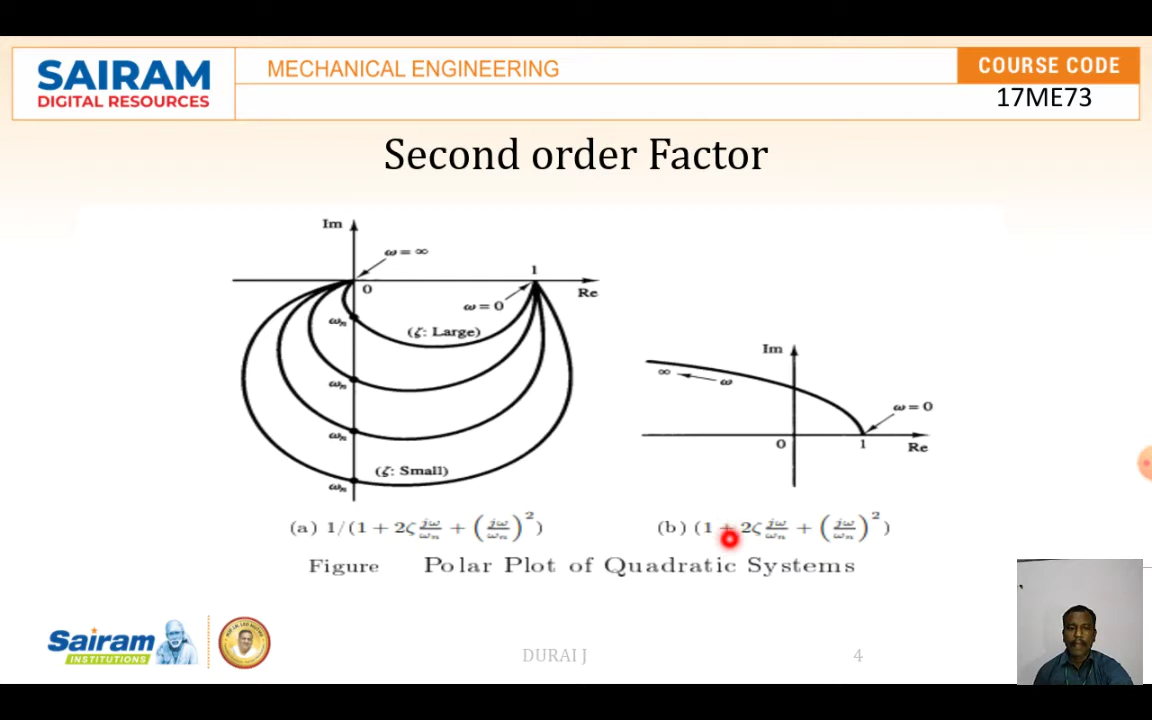 SAIRAM
DIGITAL RESOURCES
MECHANICAL ENGINEERING
COURSE CODE
17ME73
Second order Factor
Im
ω = ∞
0
1
Re
ω = 0
ωn
(ζ: Large)
ωn
ωn
(ζ: Small)
ωn
Im
∞
ω
ω = 0
0
1
Re
(a) 1/(1 + 2ζ jω/ωn + (jω/ωn)^2)
(b) (1 + 2ζ jω/ωn + (jω/ωn)^2)
Figure Polar Plot of Quadratic Systems
Sairam
INSTITUTIONS
DURAI J
4